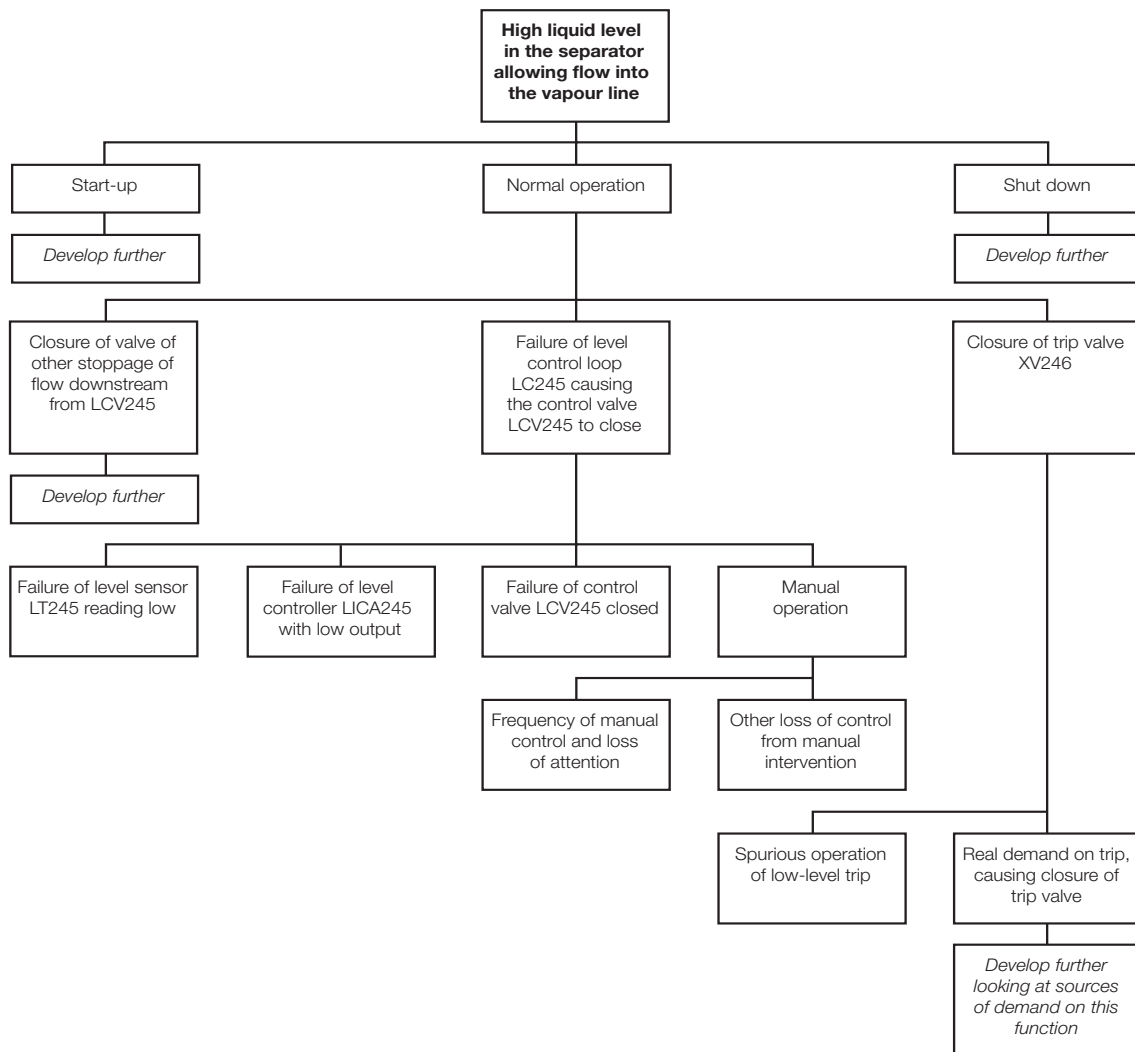 High liquid level
in the separator
allowing flow into
the vapour line
Start-up
Normal operation
Shut down
Develop further
Develop further
Closure of valve of
other stoppage of
flow downstream
from LCV245
Failure of level
control loop
LC245 causing
the control valve
LCV245 to close
Closure of trip valve
XV246
Develop further
Failure of level sensor
LT245 reading low
Failure of level
controller LICA245
with low output
Failure of control
valve LCV245 closed
Manual
operation
Frequency of manual
control and loss
of attention
Other loss of control
from manual
intervention
Spurious operation
of low-level trip
Real demand on trip,
causing closure of
trip valve
Develop further
looking at sources
of demand on this
function